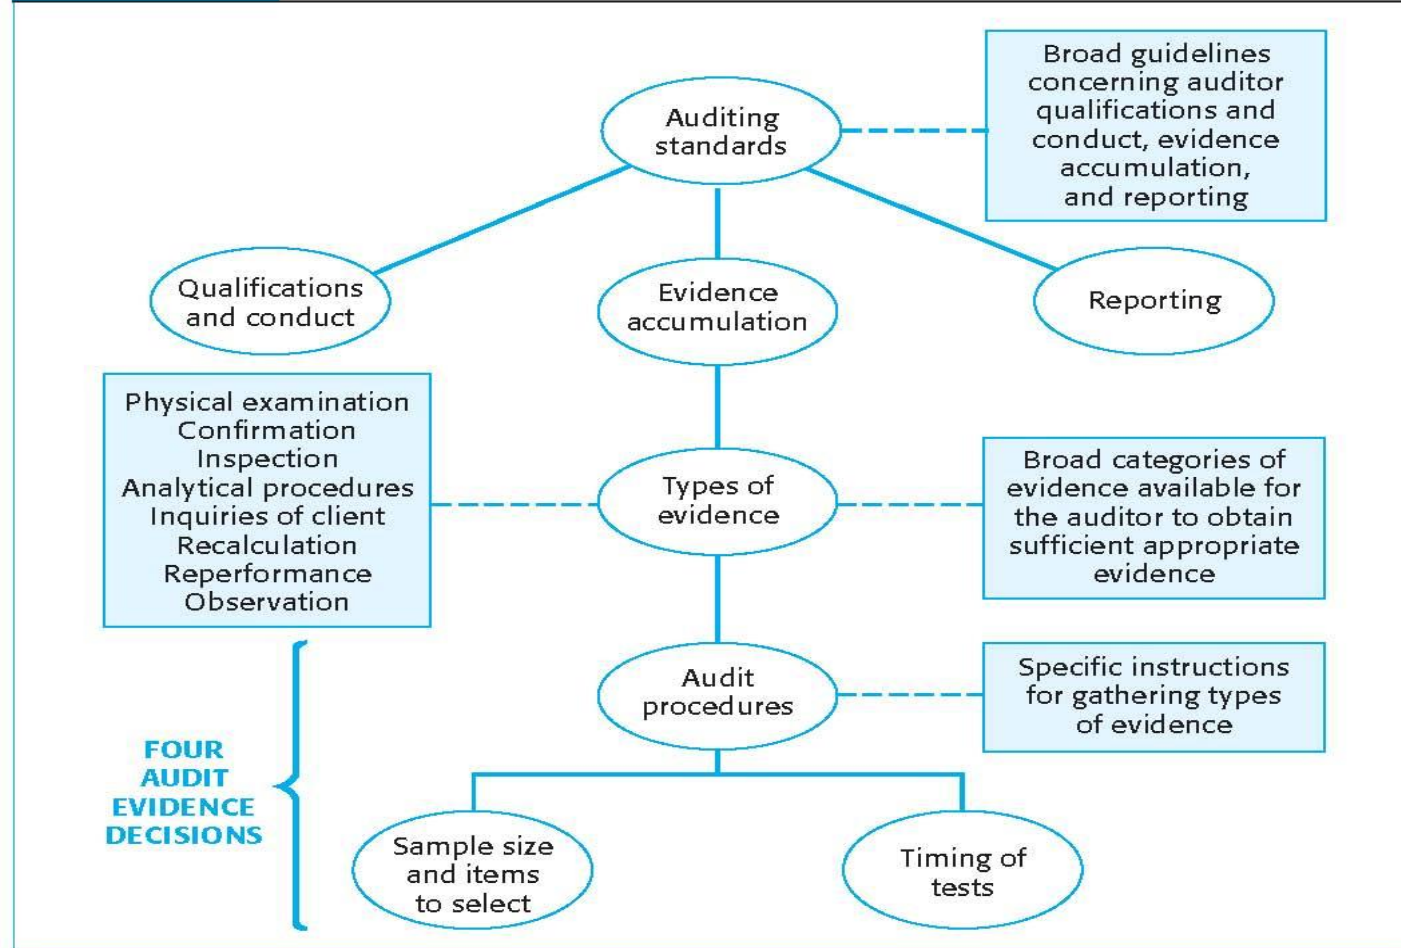 Auditing
standards
Broad guidelines
concerning auditor
qualifications and
conduct, evidence
accumulation,
and reporting
Qualifications
and conduct
Evidence
accumulation
Reporting
Physical examination
Confirmation
Inspection
Analytical procedures
Inquiries of client
Recalculation
Reperformance
Observation
Types of
evidence
Broad categories of
evidence available for
the auditor to obtain
sufficient appropriate
evidence
Audit
procedures
Specific instructions
for gathering types
of evidence
FOUR
AUDIT
EVIDENCE
DECISIONS
Sample size
and items
to select
Timing of
tests